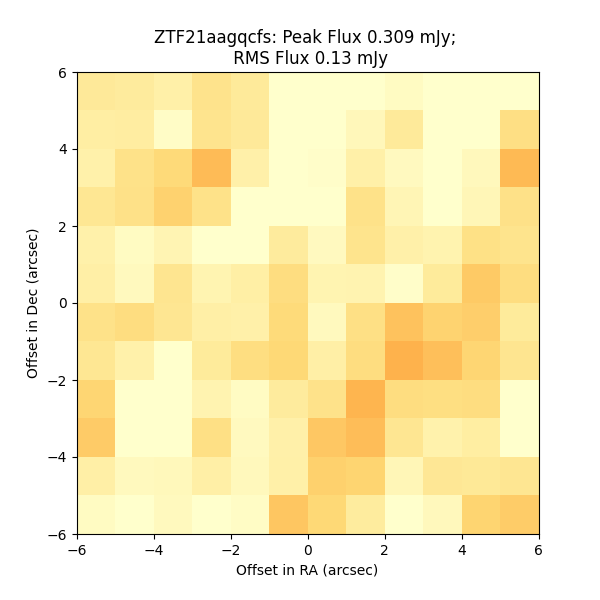 ZTF21aagqcfs: Peak Flux 0.309 mJy;
RMS Flux 0.13 mJy
6
4
2
0
−2
−4
−6
Offset in Dec (arcsec)
−6 −4 −2 0 2 4 6
Offset in RA (arcsec)